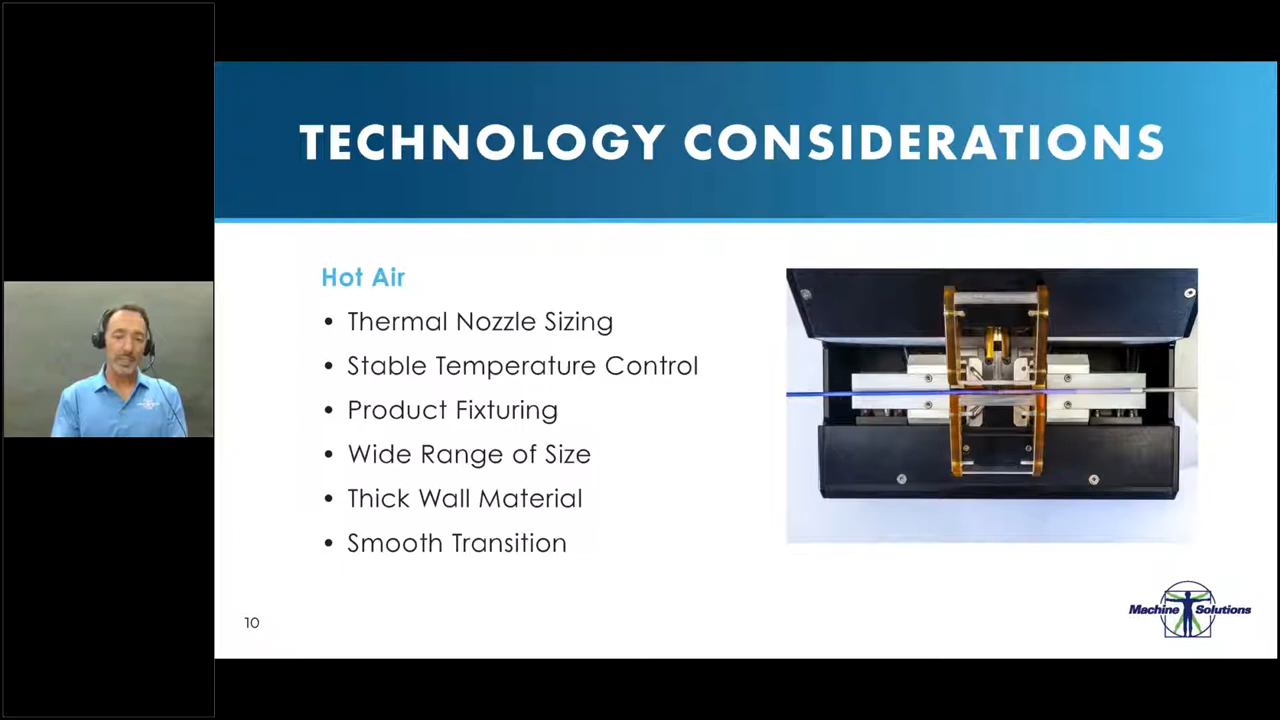 TECHNOLOGY CONSIDERATIONS
Hot Air
• Thermal Nozzle Sizing
• Stable Temperature Control
• Product Fixturing
• Wide Range of Size
• Thick Wall Material
• Smooth Transition
10
Machine Solutions